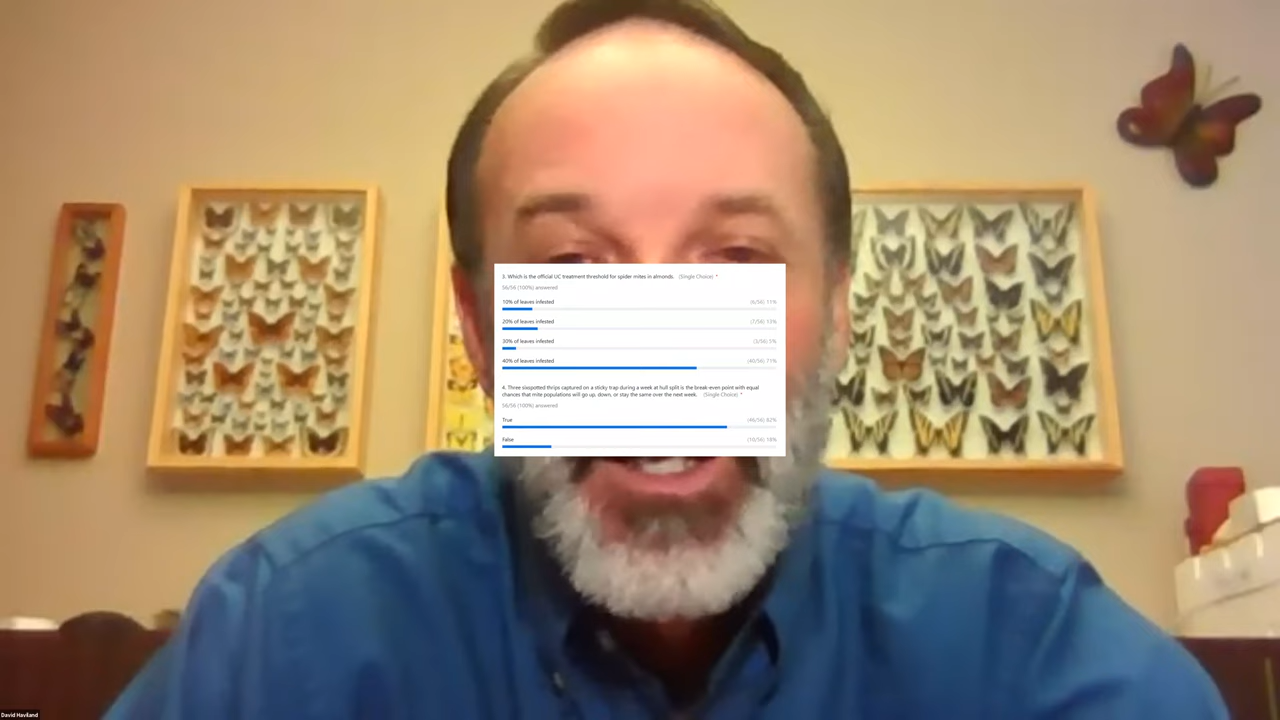 3. Which is the official UC treatment threshold for spider mites in almonds. (Single Choice) *
56/56 (100%) answered
10% of leaves infested (6/56) 11%
20% of leaves infested (7/56) 13%
30% of leaves infested (3/56) 5%
40% of leaves infested (40/56) 71%
4. Three sixspotted thrips captured on a sticky trap during a week at hull split is the break-even point with equal
chances that mite populations will go up, down, or stay the same over the next week. (Single Choice) *
56/56 (100%) answered
True (46/56) 82%
False (10/56) 18%
David Haviland